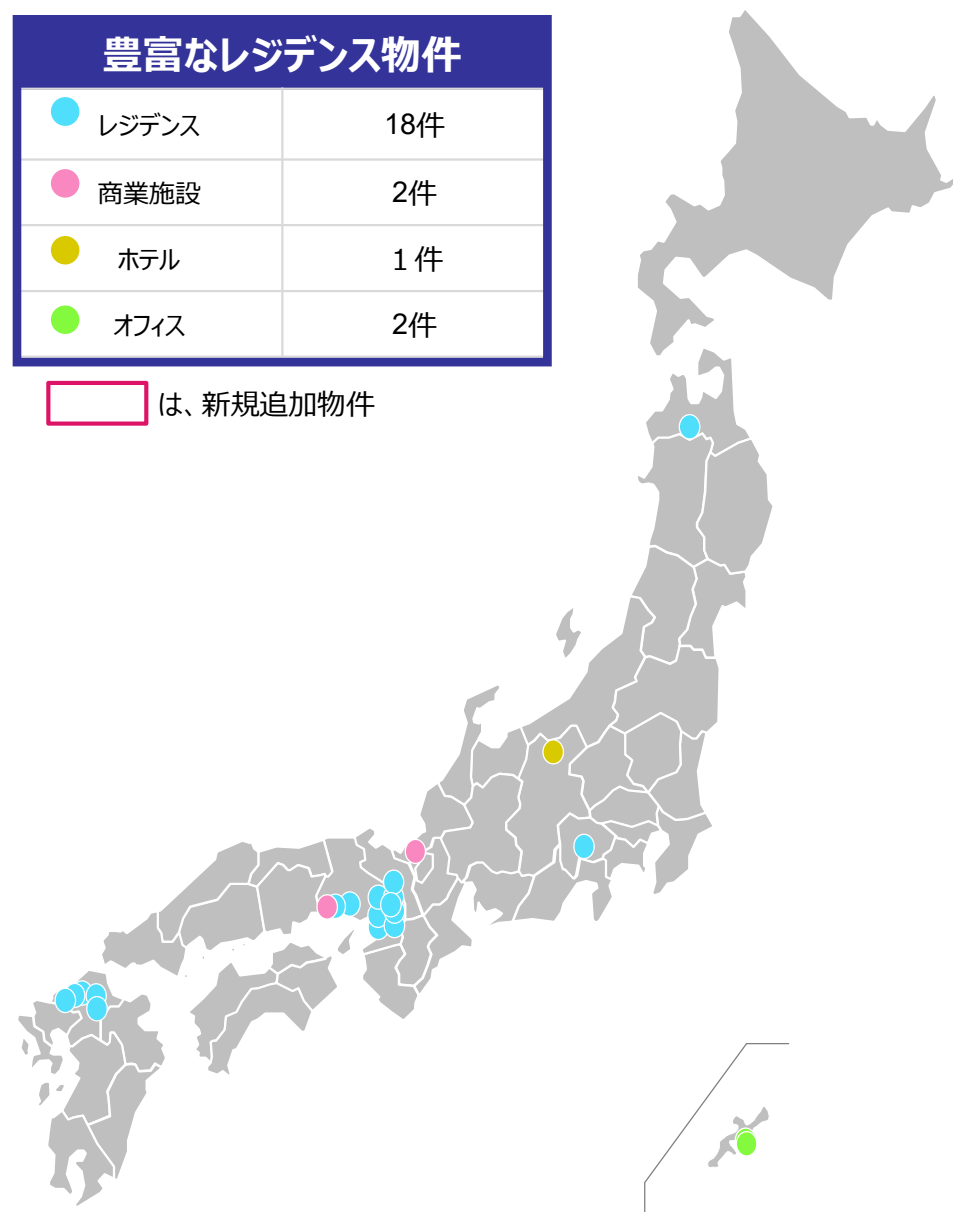 豊富なレジデンス物件
レジデンス 18件
商業施設 2件
ホテル １件
オフィス 2件
は、新規追加物件